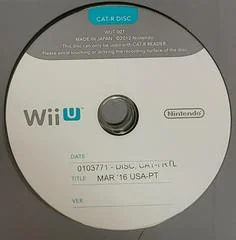 CAT-R DISC
WUT-007
MADE IN JAPAN ©2012 Nintendo
This disc can only be used with CAT-R READER.
Please avoid touching or dirtying the recording surface of the disc.
Wii U
Nintendo
DATE
0103771 - DISC, CAT-I RTL
TITLE MAR '16 USA-PT
VER.